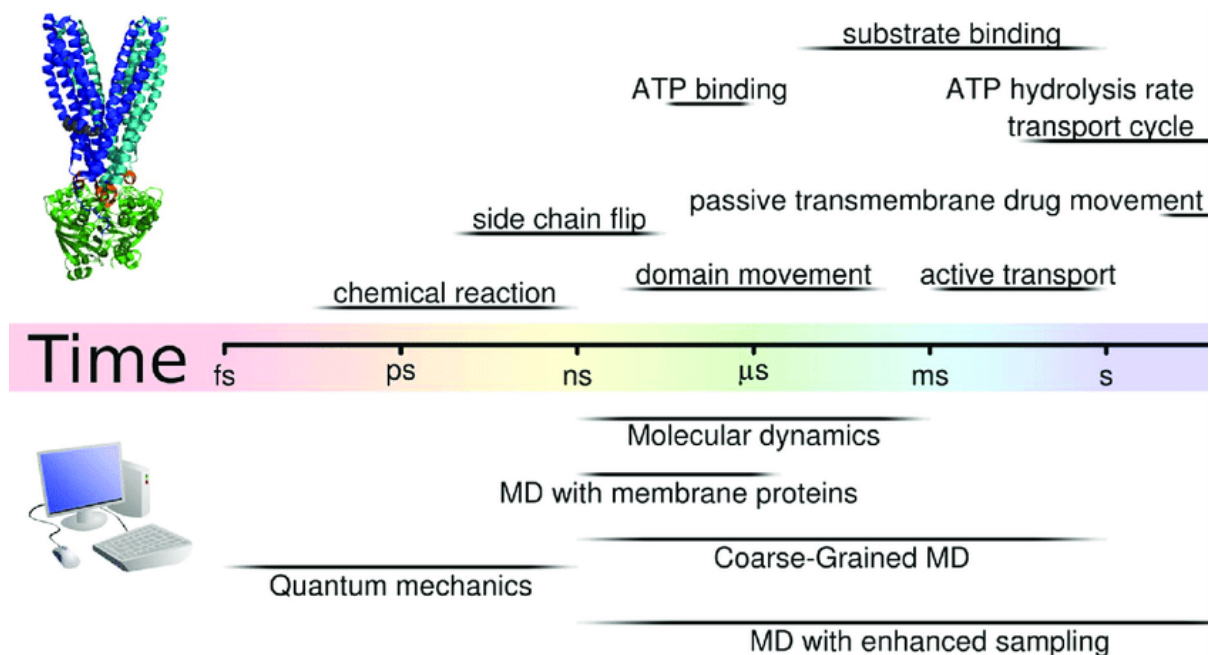 substrate binding
ATP binding
ATP hydrolysis rate
transport cycle
passive transmembrane drug movement
side chain flip
domain movement
active transport
chemical reaction
Time
fs
ps
ns
μs
ms
s
Molecular dynamics
MD with membrane proteins
Coarse-Grained MD
Quantum mechanics
MD with enhanced sampling